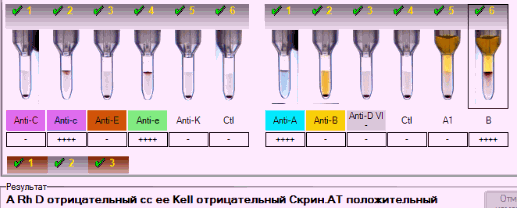 1 2 3 4 5 6 1 2 3 4 5 6
Anti-C Anti-c Anti-E Anti-e Anti-K Ctl Anti-A Anti-B Anti-D VI - Ctl A1 B
- ++++ - ++++ - - ++++ - - - - ++++
1 2 3
Результат
A Rh D отрицательный cc ee Kell отрицательный Скрин.АТ положительный